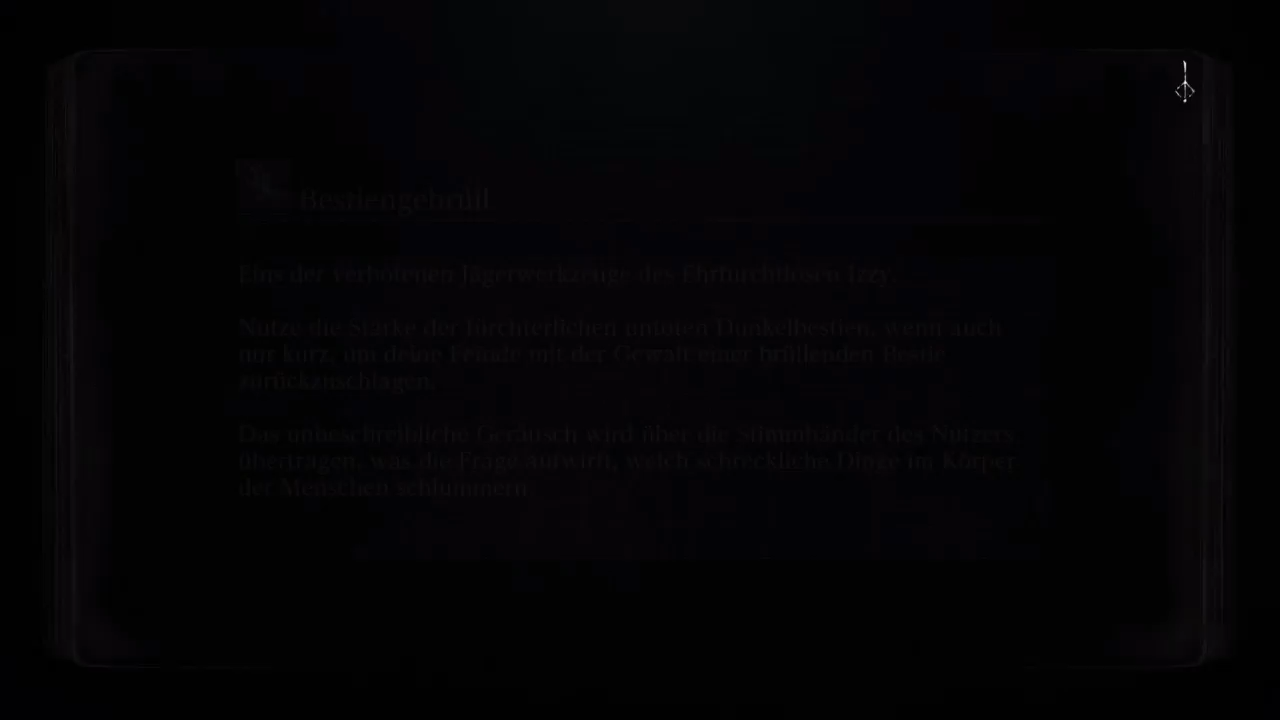 Bestiengebrüll
Eins der verbotenen Jägerwerkzeuge des Ehrfurchtlosen Izzy.
Nutze die Stärke der fürchterlichen untoten Dunkelbestien, wenn auch
nur kurz, um deine Feinde mit der Gewalt einer brüllenden Bestie
zurückzuschlagen.
Das unbeschreibliche Geräusch wird über die Stimmbänder des Nutzers
übertragen, was die Frage aufwirft, welch schreckliche Dinge im Körper
der Menschen schlummern.